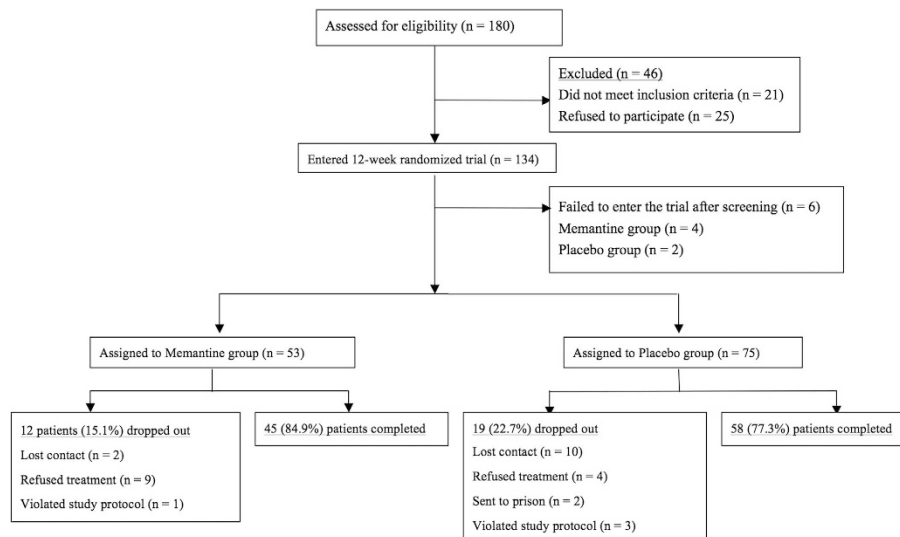 Assessed for eligibility (n = 180)
Excluded (n = 46)
Did not meet inclusion criteria (n = 21)
Refused to participate (n = 25)
Entered 12-week randomized trial (n = 134)
Failed to enter the trial after screening (n = 6)
Memantine group (n = 4)
Placebo group (n = 2)
Assigned to Memantine group (n = 53)
Assigned to Placebo group (n = 75)
12 patients (15.1%) dropped out
Lost contact (n = 2)
Refused treatment (n = 9)
Violated study protocol (n = 1)
45 (84.9%) patients completed
19 (22.7%) dropped out
Lost contact (n = 10)
Refused treatment (n = 4)
Sent to prison (n = 2)
Violated study protocol (n = 3)
58 (77.3%) patients completed